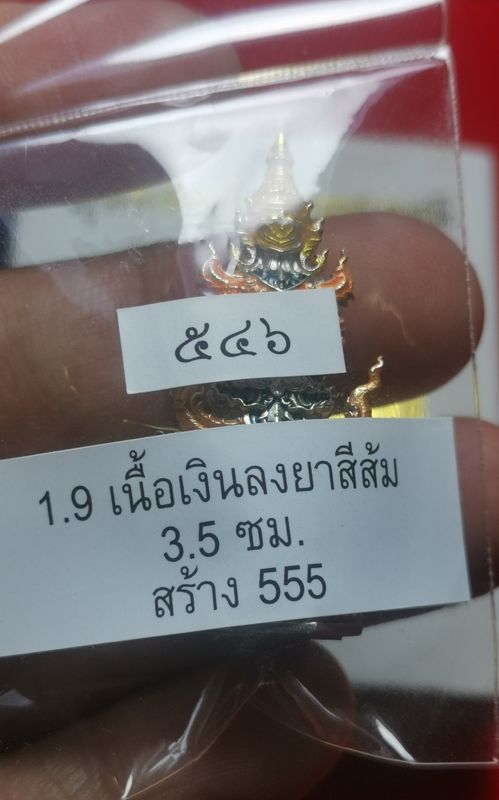 ๕๔๖
1.9 เนื้อเงินลงยาสีส้ม
3.5 ซม.
สร้าง 555